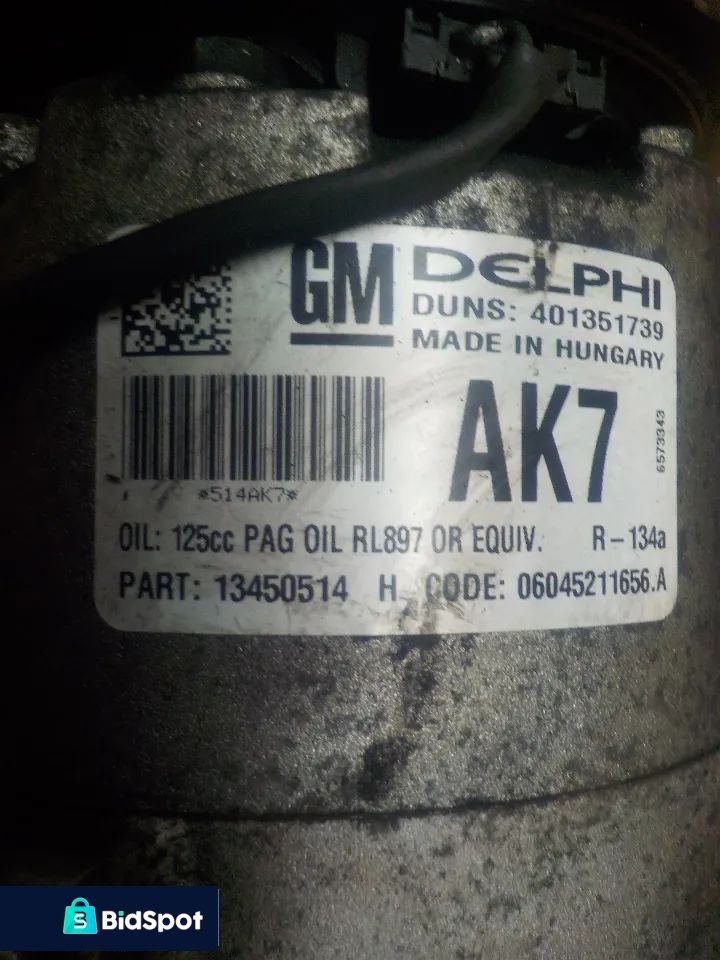 GM
DELPHI
DUNS: 401351739
MADE IN HUNGARY
AK7
6573343
*514AK7*
OIL: 125cc PAG OIL RL897 OR EQUIV. R-134a
PART: 13450514 H CODE: 06045211656.A
BidSpot